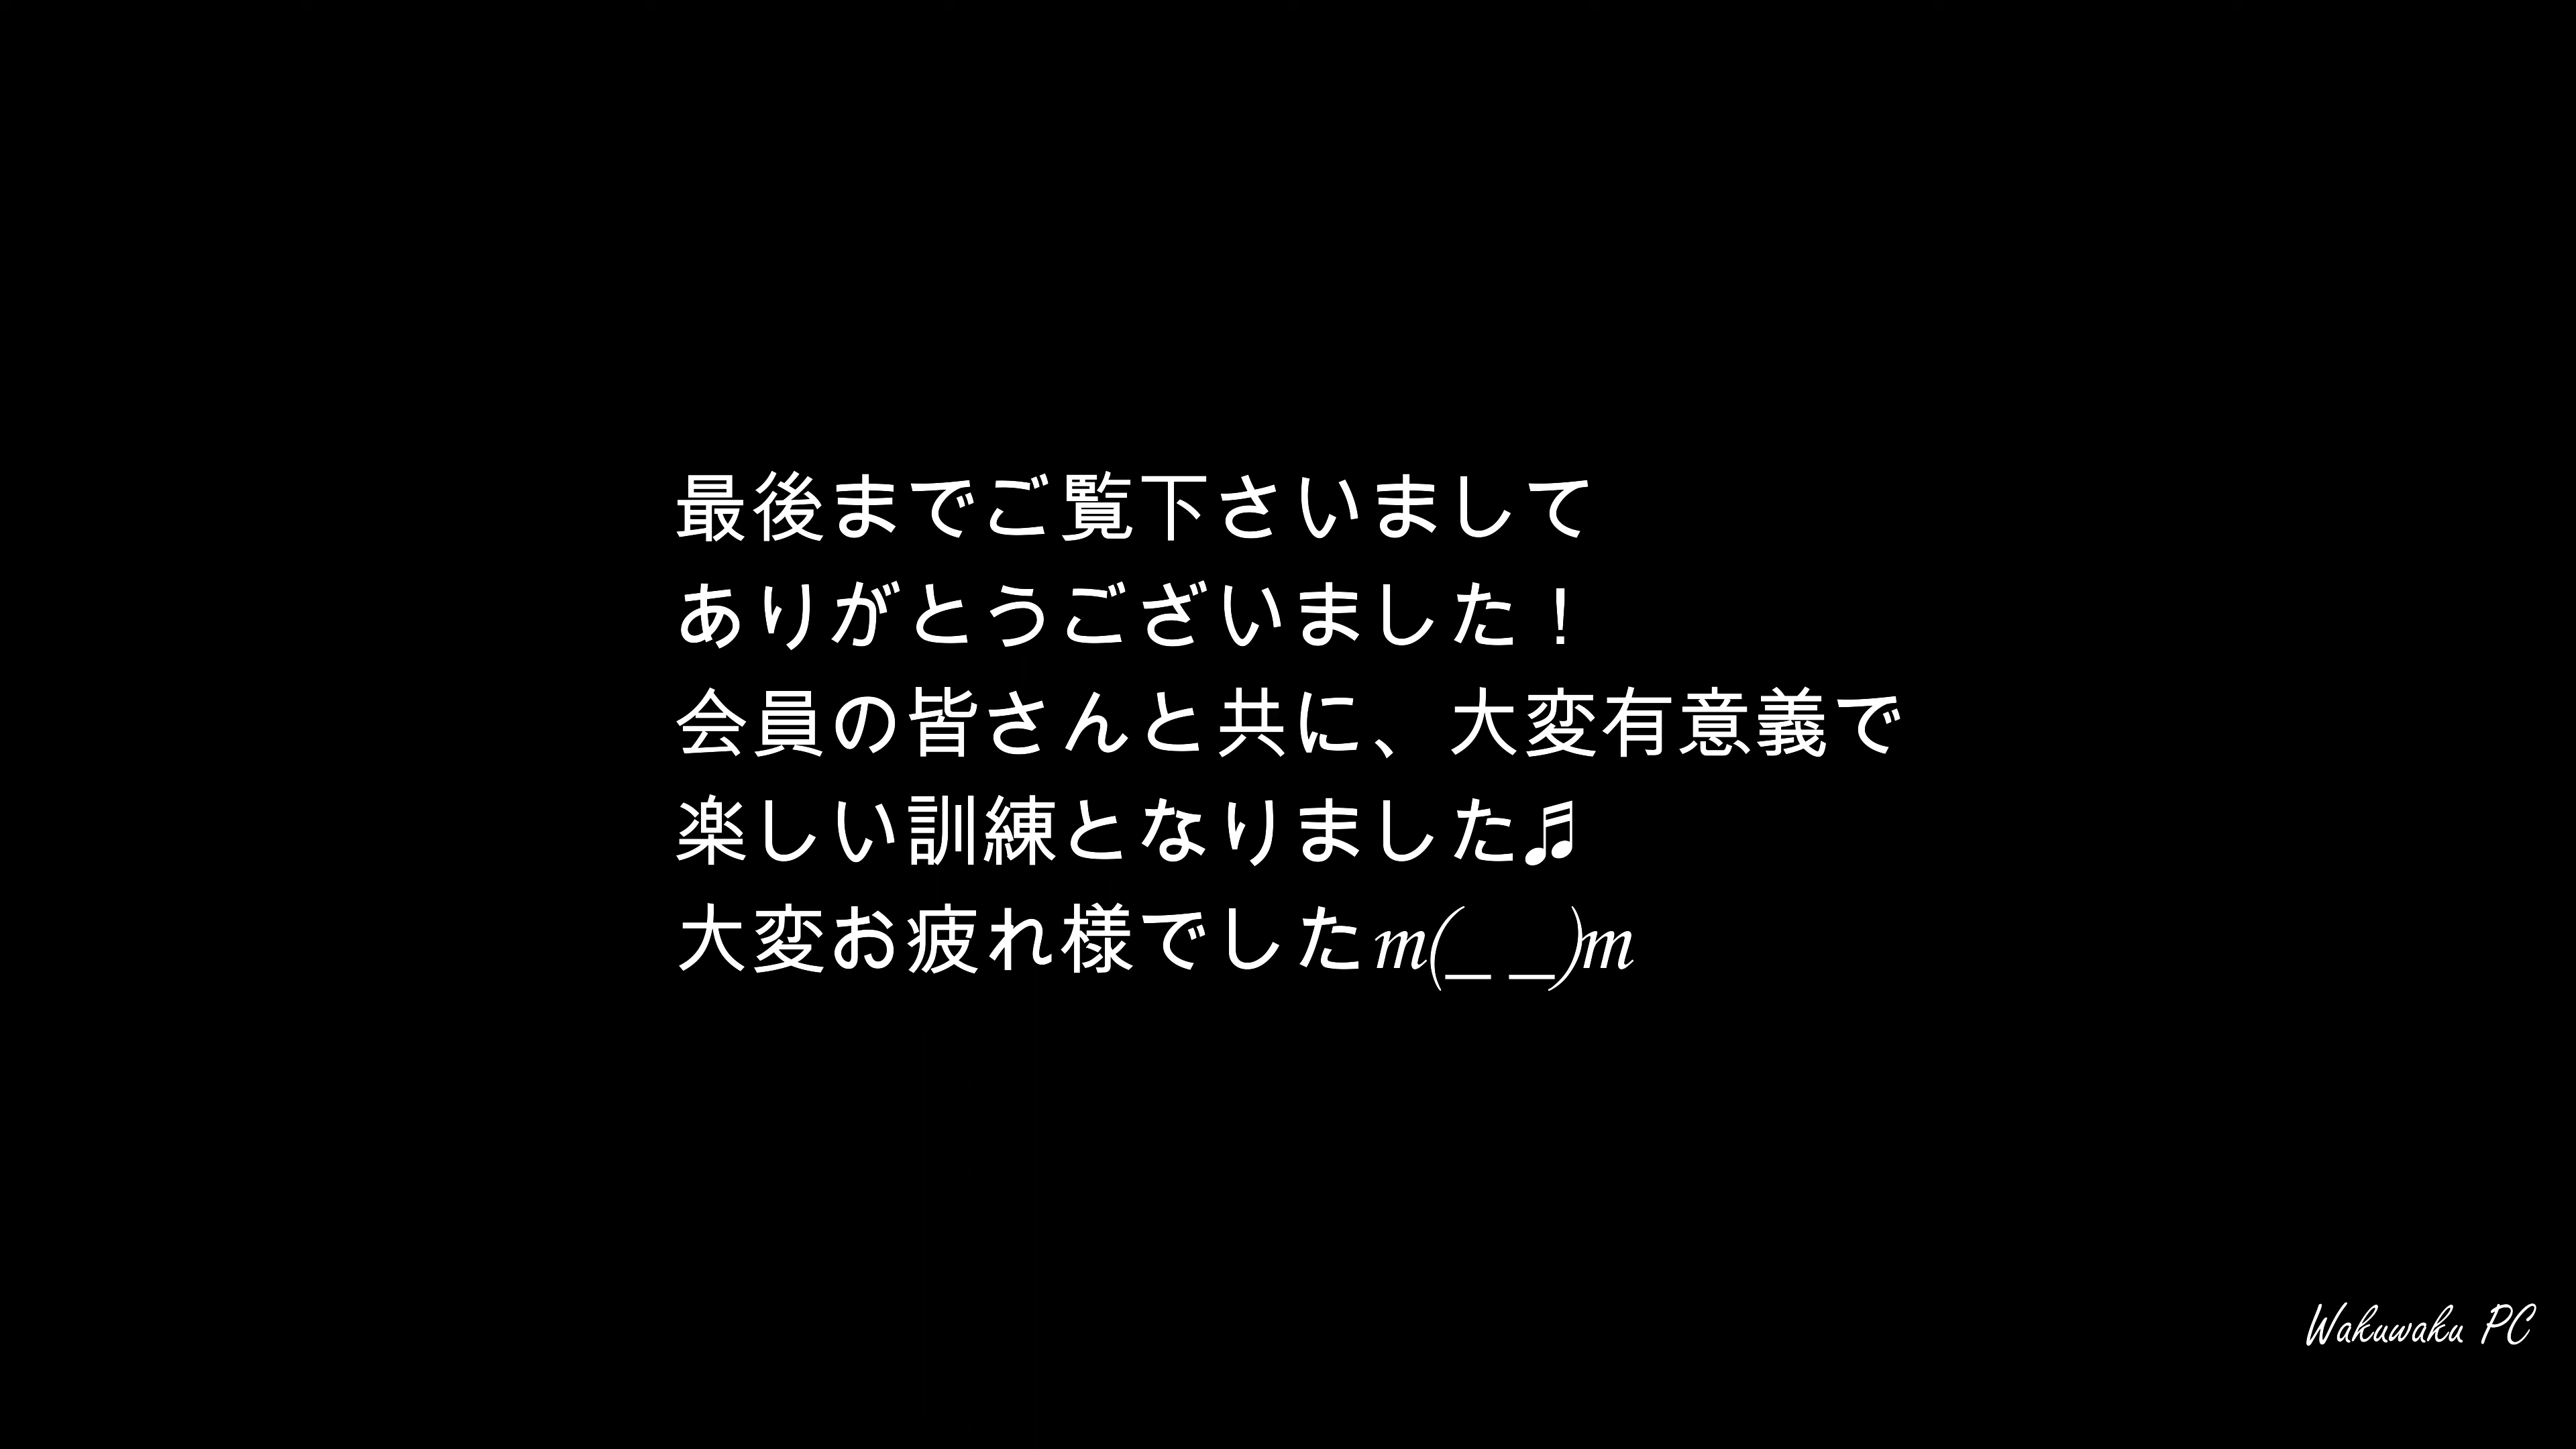 最後までご覧下さいまして
ありがとうございました！
会員の皆さんと共に、大変有意義で
楽しい訓練となりました♬
大変お疲れ様でしたm(_ _)m
Wakuwaku PC